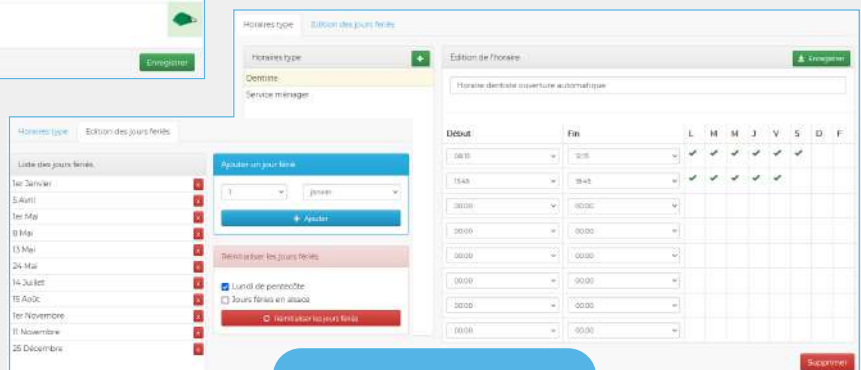 Enregistrer
Horaires type Edition des jours fériés
Horaires type
Dentiste
Service ménager
Edition de l'horaire
Enregistrer
Horaire dentiste ouverture automatique
Début Fin L M M J V S D F
08:15 12:15
13:45 18:45
00:00 00:00
00:00 00:00
00:00 00:00
00:00 00:00
00:00 00:00
00:00 00:00
Supprimer
Horaires type Edition des jours fériés
Liste des jours fériés
1er Janvier
5 Avril
1er Mai
8 Mai
13 Mai
24 Mai
14 Juillet
15 Août
1er Novembre
11 Novembre
25 Décembre
Ajouter un jour férié
1 janvier
+ Ajouter
Réinitialiser les jours fériés
Lundi de pentecôte
Jours fériés en alsace
Réinitialiser les jours fériés